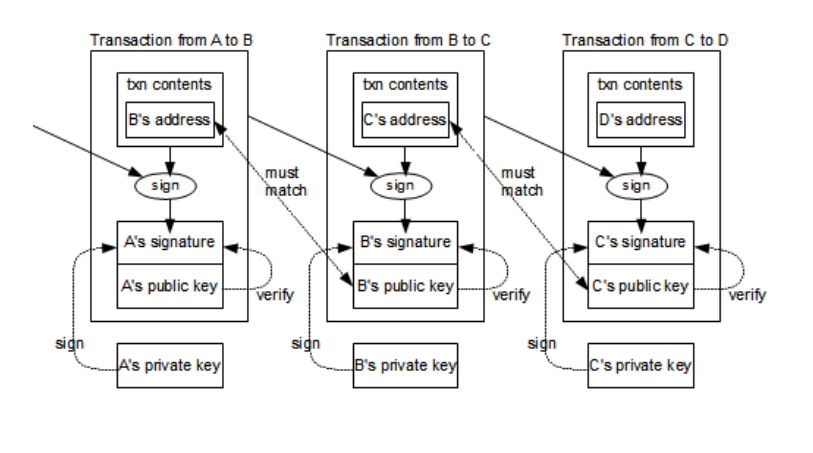 Transaction from A to B
txn contents
B's address
sign
A's signature
A's public key
verify
sign
A's private key
must
match
Transaction from B to C
txn contents
C's address
sign
B's signature
B's public key
verify
sign
B's private key
must
match
Transaction from C to D
txn contents
D's address
sign
C's signature
C's public key
verify
sign
C's private key